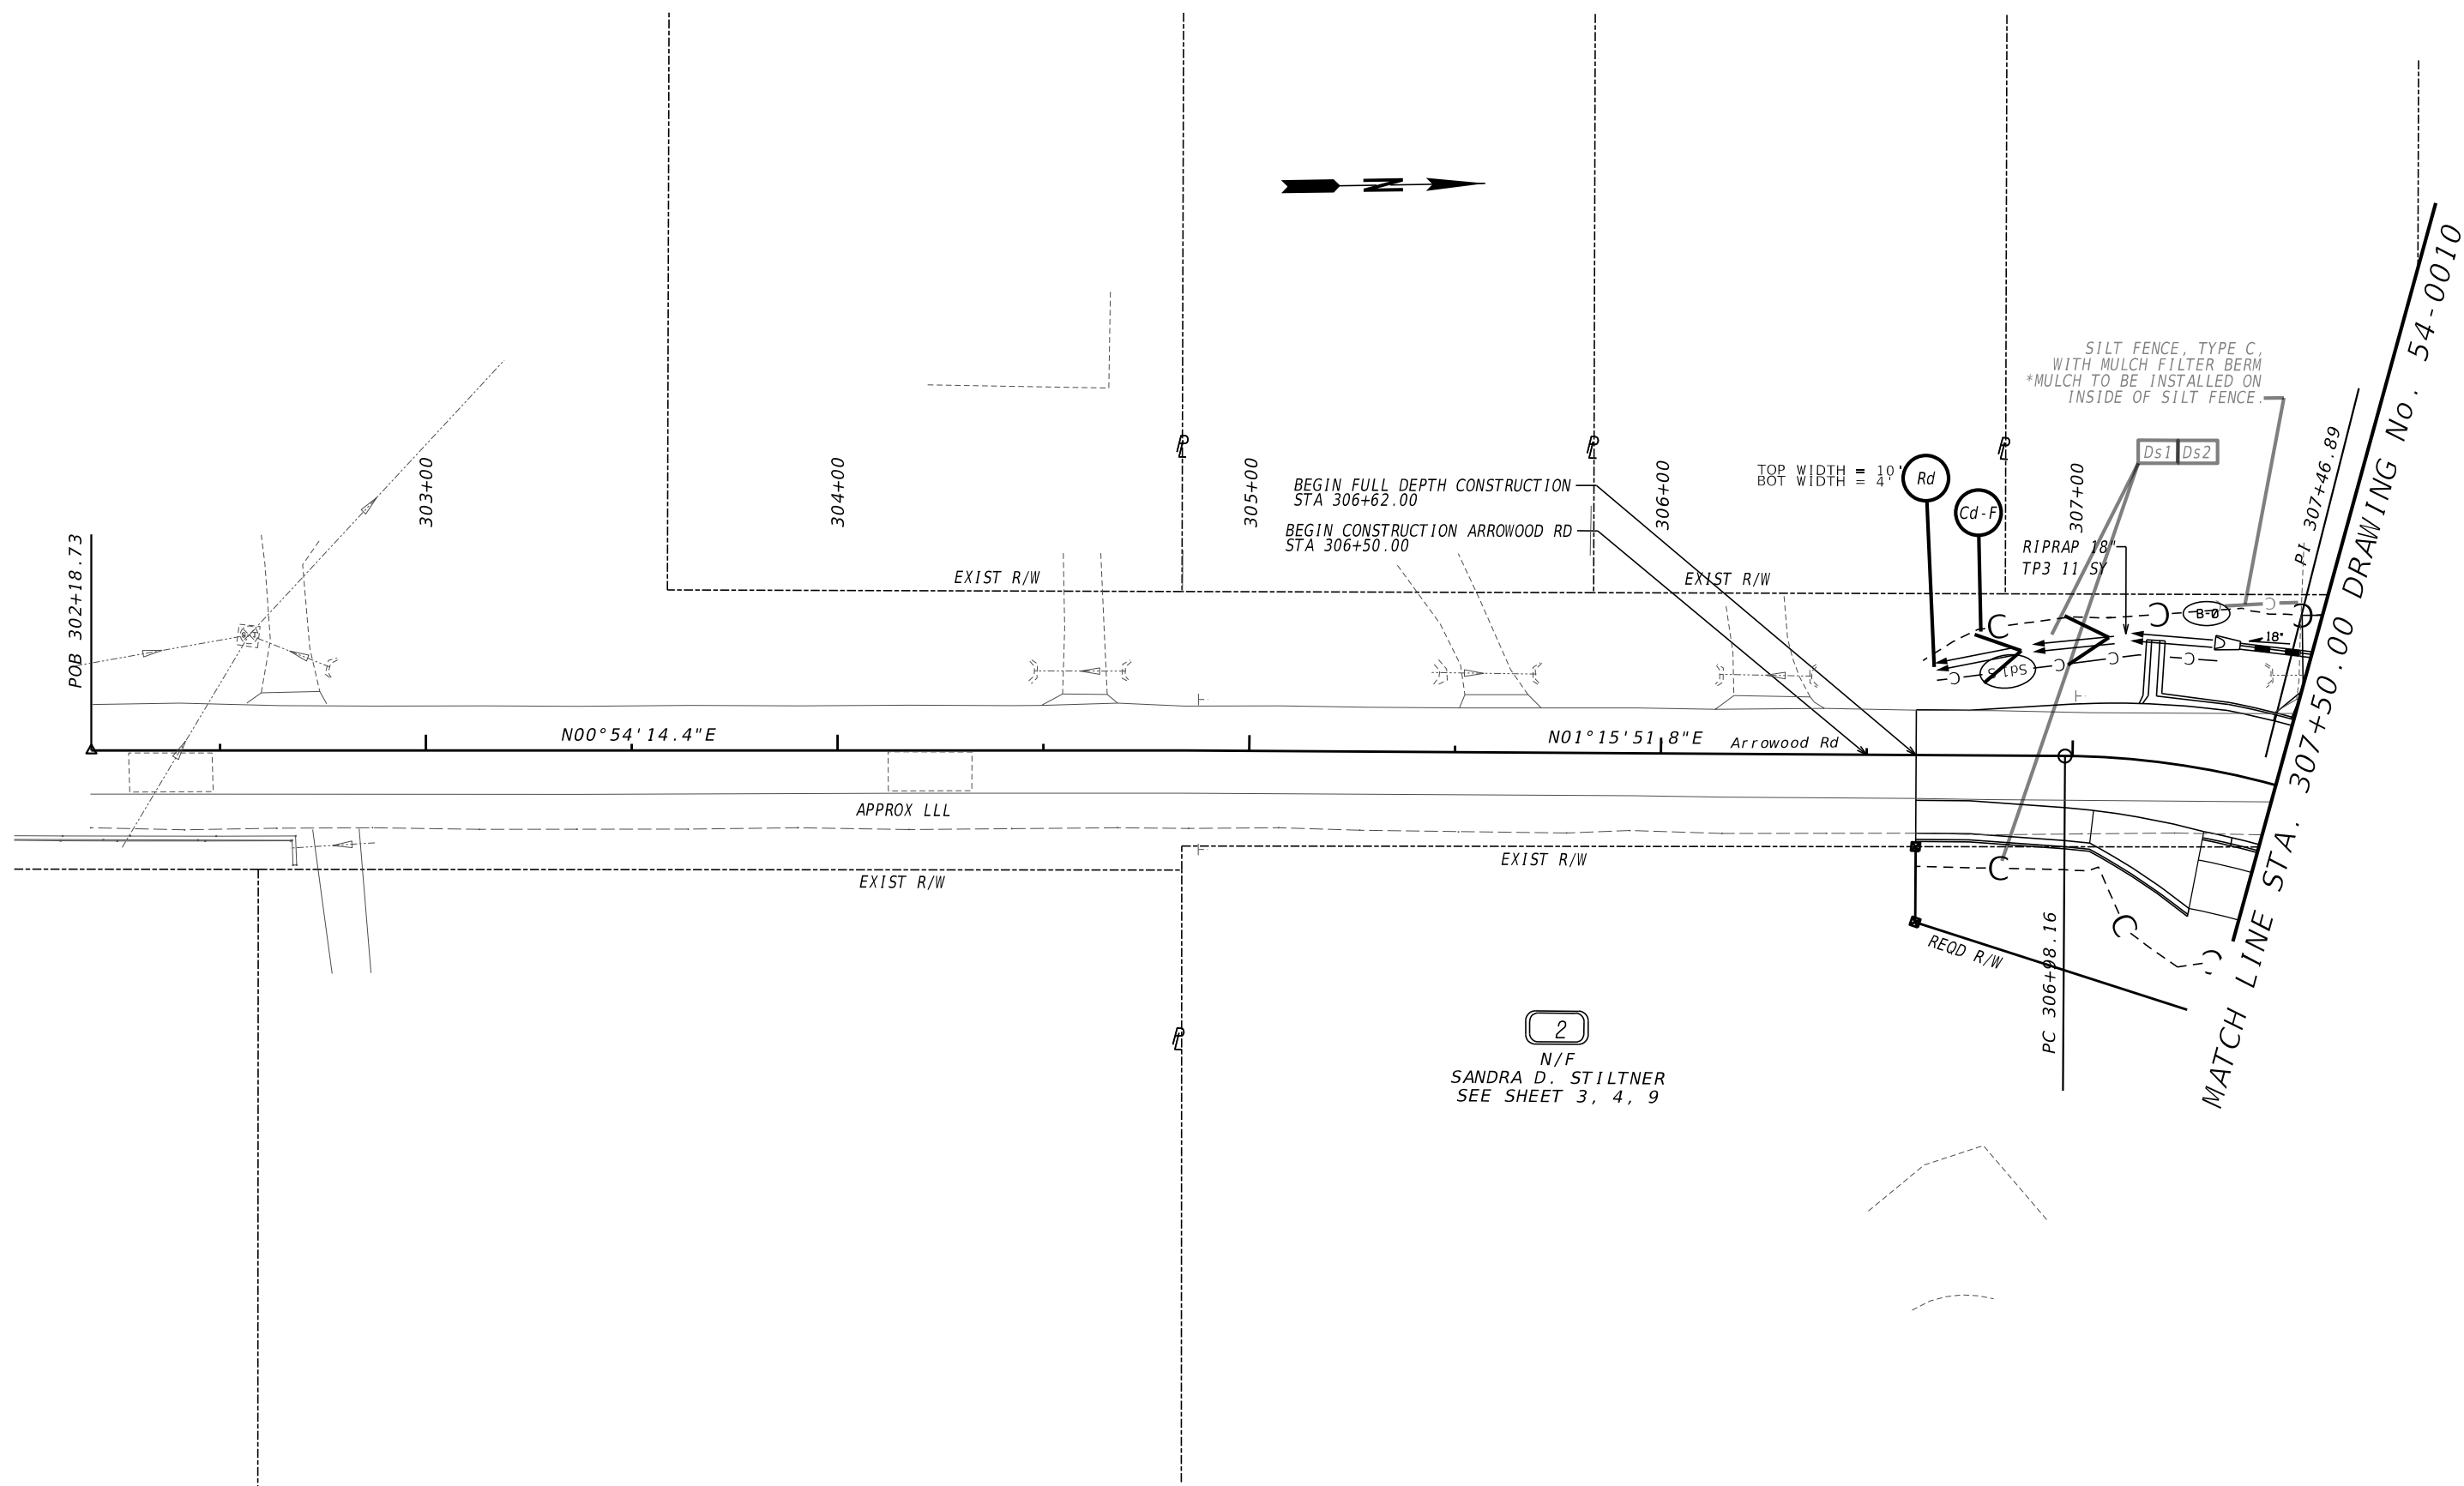 N
SILT FENCE, TYPE C,
WITH MULCH FILTER BERM
*MULCH TO BE INSTALLED ON
INSIDE OF SILT FENCE.
Ds1 Ds2
TOP WIDTH = 10'
BOT WIDTH = 4'
Rd
Cd-F
RIPRAP 18"
TP3 11 SY
BEGIN FULL DEPTH CONSTRUCTION
STA 306+62.00
BEGIN CONSTRUCTION ARROWOOD RD
STA 306+50.00
POB 302+18.73
303+00
304+00
305+00
306+00
307+00
PI 307+46.89
MATCH LINE STA. 307+50.00 DRAWING No. 54-0010
PL
PL
PL
EXIST R/W
EXIST R/W
C
C
B-Ø
C
C
18"
Sd1-S
C
C
C
C
N00°54'14.4"E
N01°15'51.8"E
Arrowood Rd
APPROX LLL
EXIST R/W
EXIST R/W
C
C
C
REQD R/W
PC 306+98.16
PL
2
N/F
SANDRA D. STILTNER
SEE SHEET 3, 4, 9